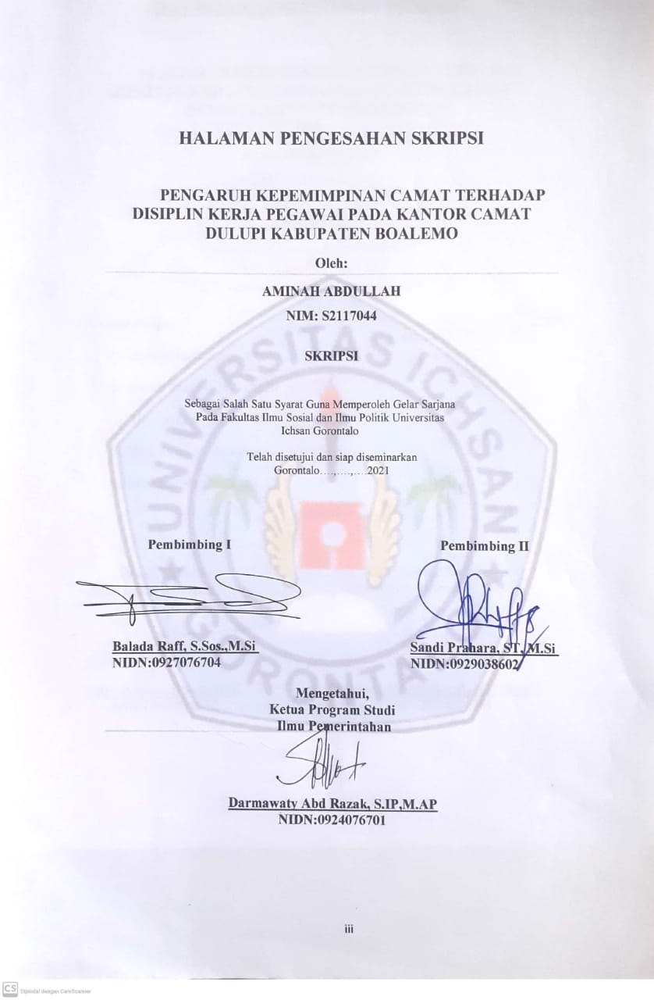 HALAMAN PENGESAHAN SKRIPSI
PENGARUH KEPEMIMPINAN CAMAT TERHADAP
DISIPLIN KERJA PEGAWAI PADA KANTOR CAMAT
DULUPI KABUPATEN BOALEMO
Oleh:
AMINAH ABDULLAH
NIM: S2117044
SKRIPSI
Sebagai Salah Satu Syarat Guna Memperoleh Gelar Sarjana
Pada Fakultas Ilmu Sosial dan Ilmu Politik Universitas
Ichsan Gorontalo
Telah disetujui dan siap diseminarkan
Gorontalo....,....,....2021
UNIVERSITAS ICHSAN
GORONTALO
Pembimbing I
Pembimbing II
Balada Raff, S.Sos.,M.Si
NIDN:0927076704
Sandi Prahara, ST,M.Si
NIDN:0929038602
Mengetahui,
Ketua Program Studi
Ilmu Pemerintahan
Darmawaty Abd Razak, S.IP,M.AP
NIDN:0924076701
iii
CS Dipindai dengan CamScanner